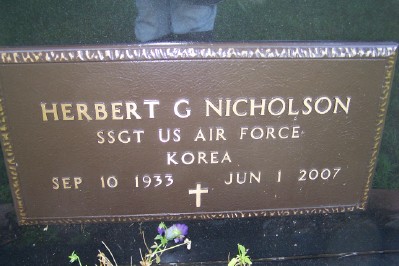 HERBERT G NICHOLSON
SSGT US AIR FORCE
KOREA
SEP 10 1933 JUN 1 2007